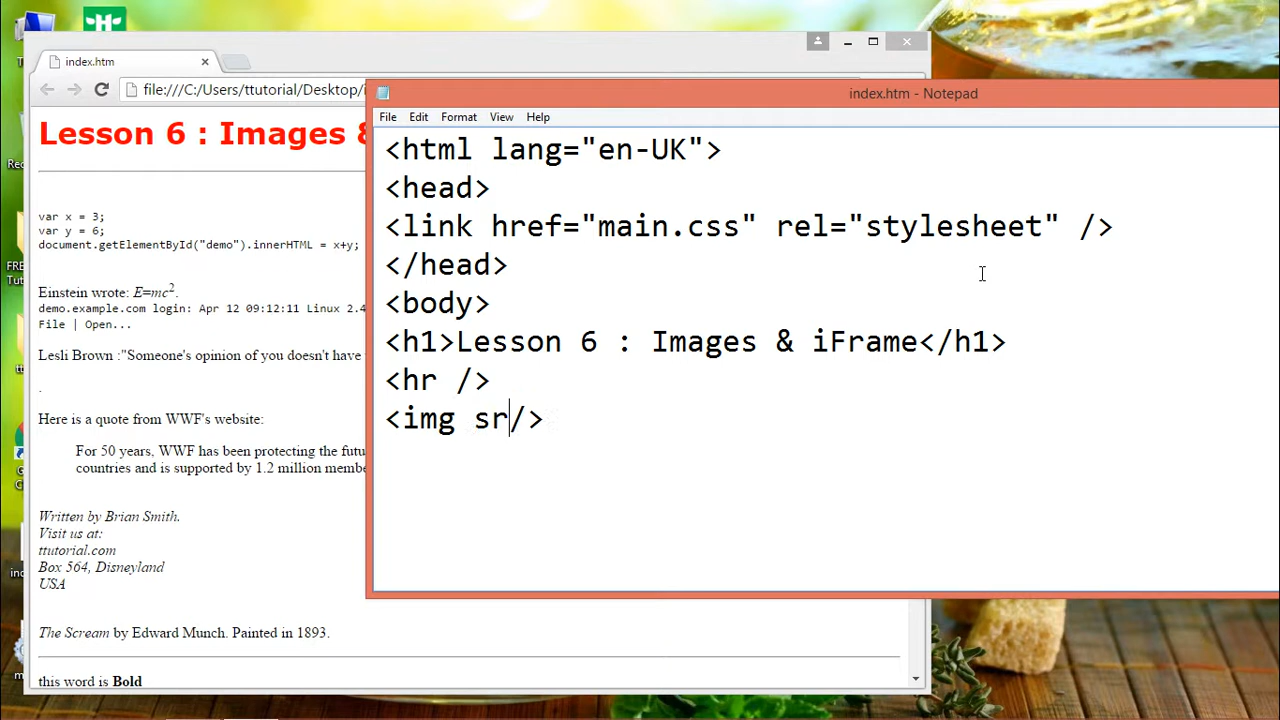 index.htm
file:///C:/Users/ttutorial/Desktop/
Lesson 6 : Images &
var x = 3;
var y = 6;
document.getElementById("demo").innerHTML = x+y;
Einstein wrote: E=mc².
demo.example.com login: Apr 12 09:12:11 Linux 2.4
File | Open...
Lesli Brown :"Someone's opinion of you doesn't have
.
Here is a quote from WWF's website:
For 50 years, WWF has been protecting the futu
countries and is supported by 1.2 million membe
Written by Brian Smith.
Visit us at:
ttutorial.com
Box 564, Disneyland
USA
The Scream by Edward Munch. Painted in 1893.
this word is Bold
index.htm - Notepad
File Edit Format View Help
<html lang="en-UK">
<head>
<link href="main.css" rel="stylesheet" />
</head>
<body>
<h1>Lesson 6 : Images & iFrame</h1>
<hr />
<img sr/>